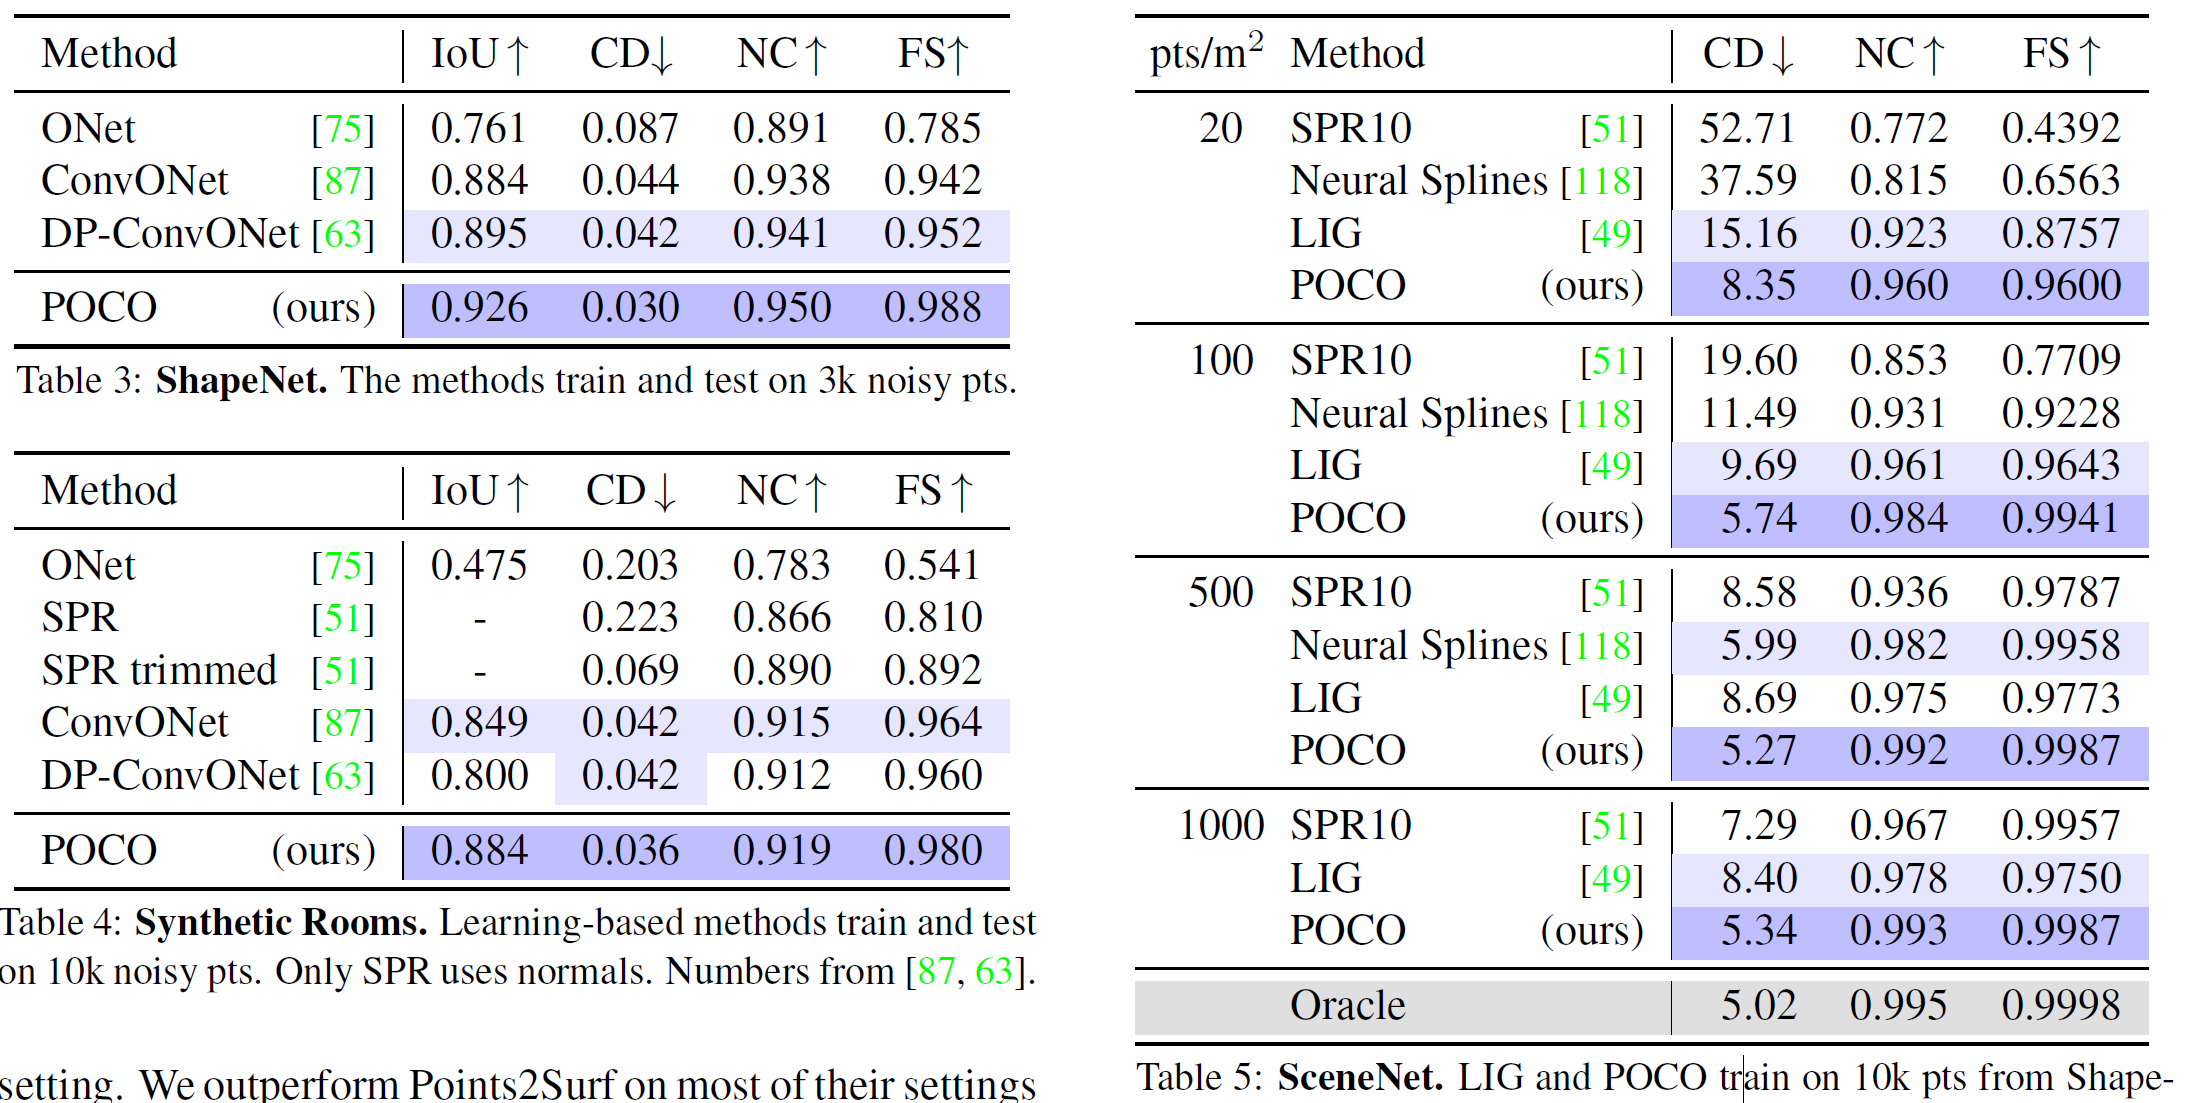 Method IoU↑ CD↓ NC↑ FS↑
ONet [75] 0.761 0.087 0.891 0.785
ConvONet [87] 0.884 0.044 0.938 0.942
DP-ConvONet [63] 0.895 0.042 0.941 0.952
POCO (ours) 0.926 0.030 0.950 0.988
Table 3: ShapeNet. The methods train and test on 3k noisy pts.
Method IoU↑ CD↓ NC↑ FS↑
ONet [75] 0.475 0.203 0.783 0.541
SPR [51] - 0.223 0.866 0.810
SPR trimmed [51] - 0.069 0.890 0.892
ConvONet [87] 0.849 0.042 0.915 0.964
DP-ConvONet [63] 0.800 0.042 0.912 0.960
POCO (ours) 0.884 0.036 0.919 0.980
Table 4: Synthetic Rooms. Learning-based methods train and test
on 10k noisy pts. Only SPR uses normals. Numbers from [87, 63].
setting. We outperform Points2Surf on most of their settings
pts/m² Method CD↓ NC↑ FS↑
20 SPR10 [51] 52.71 0.772 0.4392
Neural Splines [118] 37.59 0.815 0.6563
LIG [49] 15.16 0.923 0.8757
POCO (ours) 8.35 0.960 0.9600
100 SPR10 [51] 19.60 0.853 0.7709
Neural Splines [118] 11.49 0.931 0.9228
LIG [49] 9.69 0.961 0.9643
POCO (ours) 5.74 0.984 0.9941
500 SPR10 [51] 8.58 0.936 0.9787
Neural Splines [118] 5.99 0.982 0.9958
LIG [49] 8.69 0.975 0.9773
POCO (ours) 5.27 0.992 0.9987
1000 SPR10 [51] 7.29 0.967 0.9957
LIG [49] 8.40 0.978 0.9750
POCO (ours) 5.34 0.993 0.9987
Oracle 5.02 0.995 0.9998
Table 5: SceneNet. LIG and POCO train on 10k pts from Shape-